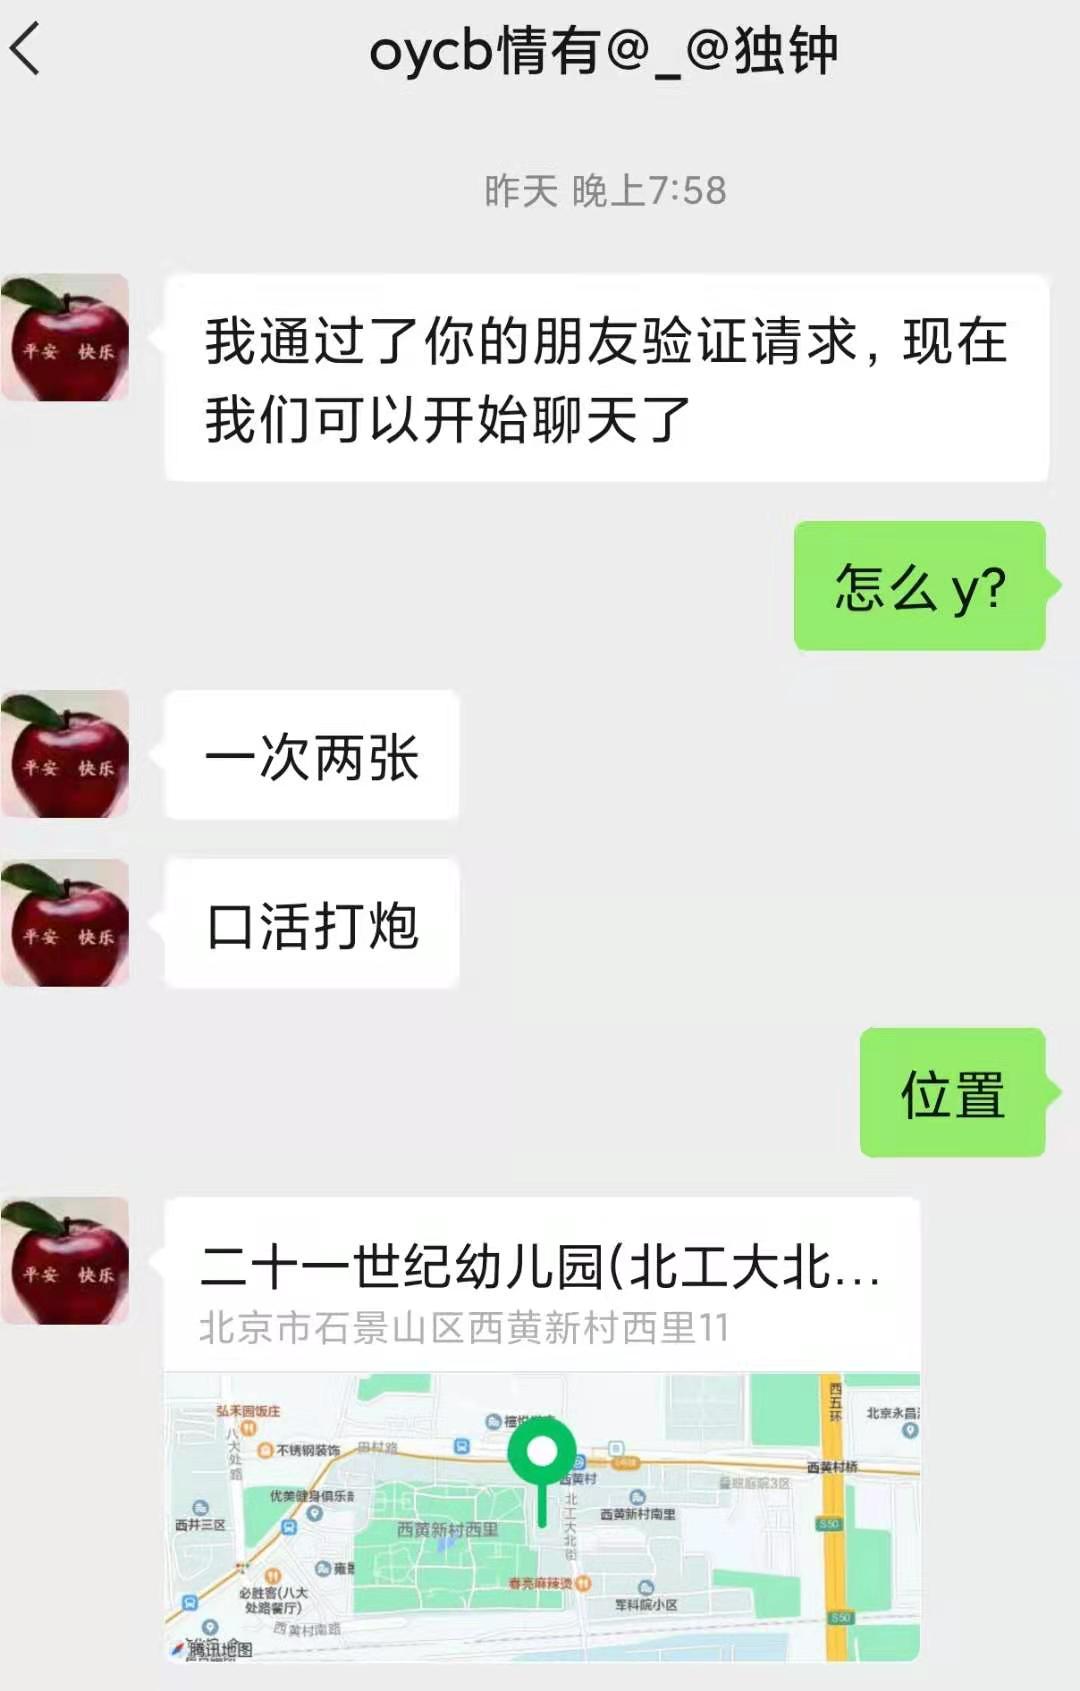 oycb情有@_@独钟
昨天 晚上7:58
平安 快乐
我通过了你的朋友验证请求，现在
我们可以开始聊天了
怎么 y?
平安 快乐
一次两张
平安 快乐
口活打炮
位置
平安 快乐
二十一世纪幼儿园(北工大北...
北京市石景山区西黄新村西里11
弘禾园饭庄
八大处路
不锈钢装饰
田村路
西五环
北京永昌
西黄村
西黄村桥
优美健身俱乐部
西井三区
西黄新村西里
北工大北街
西黄新村南里
S50
雍景
春亮麻辣烫
必胜客(八大
处路餐厅)
军科院小区
S50
西黄村南路
腾讯地图